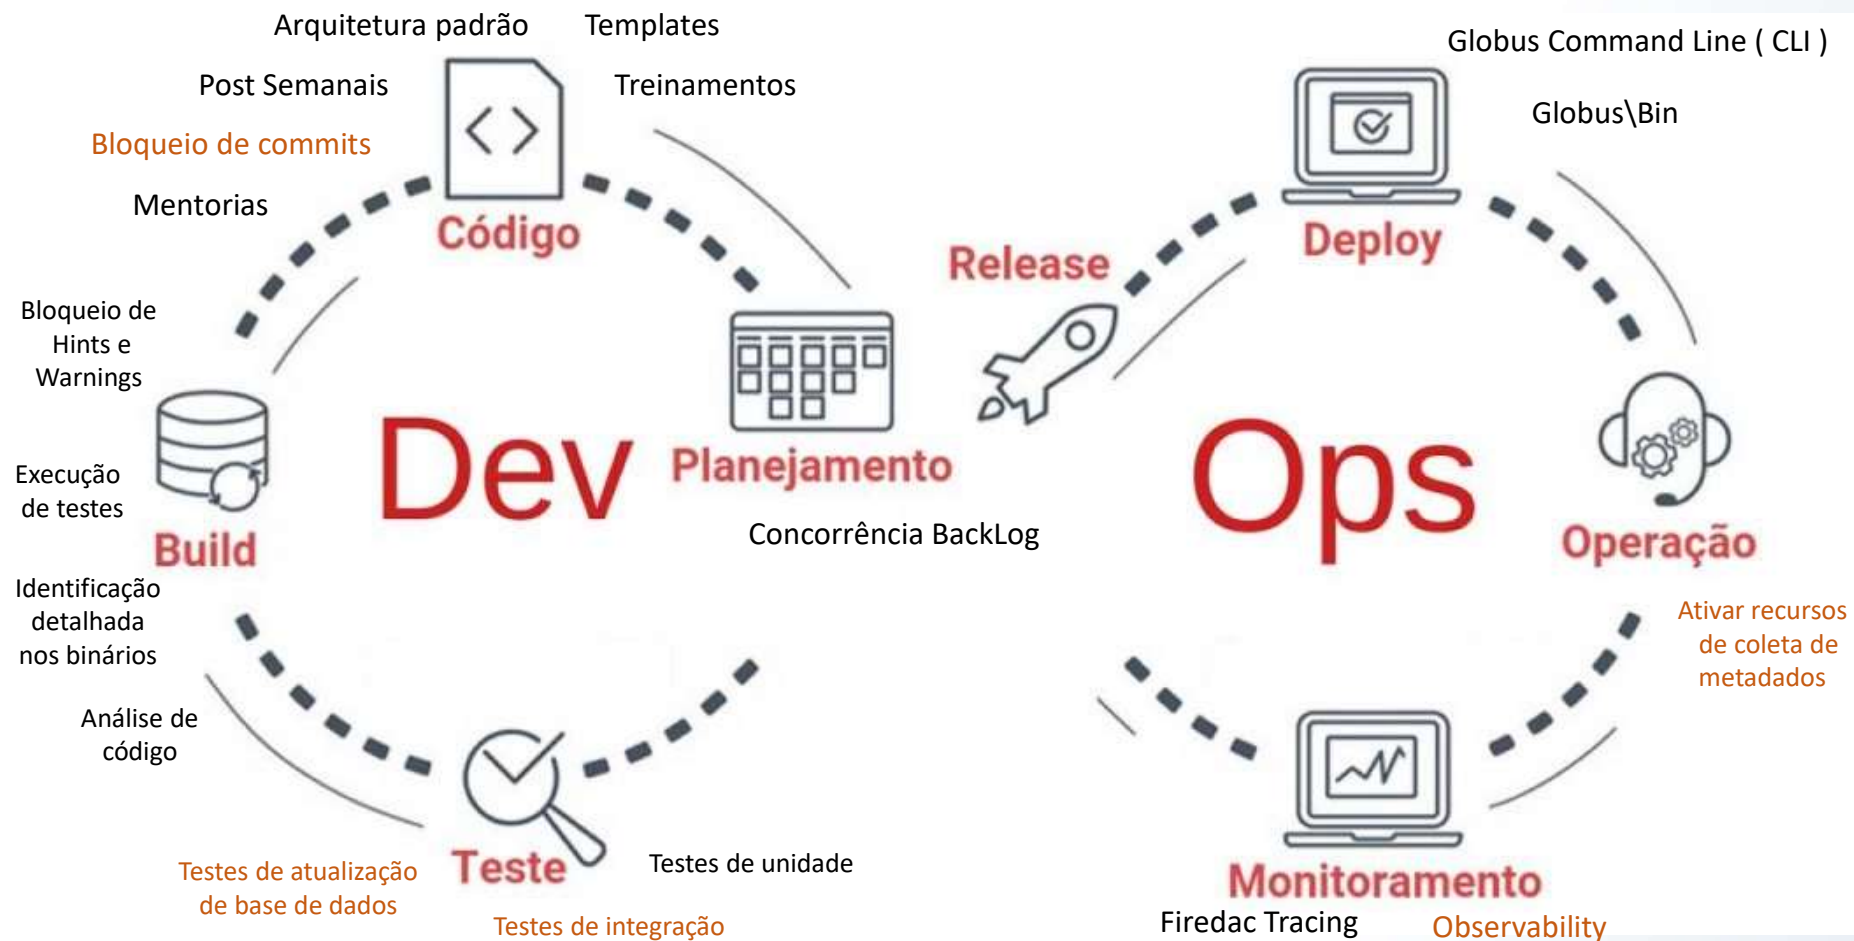 Arquitetura padrão
Templates
Globus Command Line ( CLI )
Post Semanais
Treinamentos
Globus\Bin
Bloqueio de commits
Mentorias
Código
Release
Deploy
Bloqueio de
Hints e
Warnings
Dev
Ops
Planejamento
Execução
de testes
Concorrência BackLog
Build
Operação
Identificação
detalhada
nos binários
Ativar recursos
de coleta de
metadados
Análise de
código
Teste
Testes de unidade
Testes de atualização
de base de dados
Testes de integração
Monitoramento
Firedac Tracing
Observability